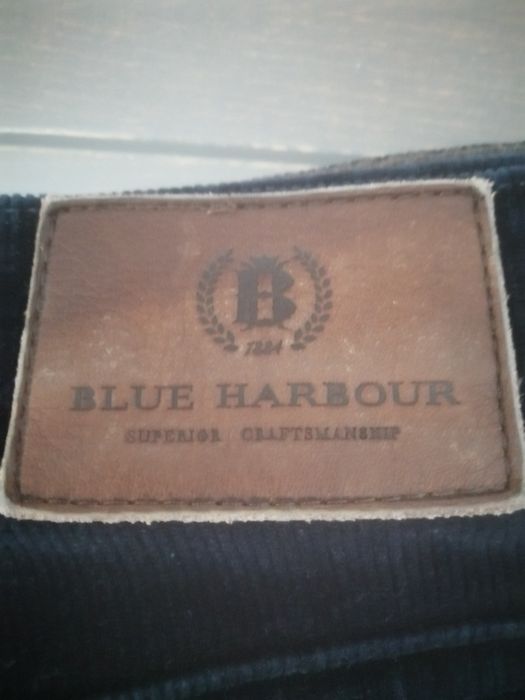 B
1884
BLUE HARBOUR
SUPERIOR CRAFTSMANSHIP